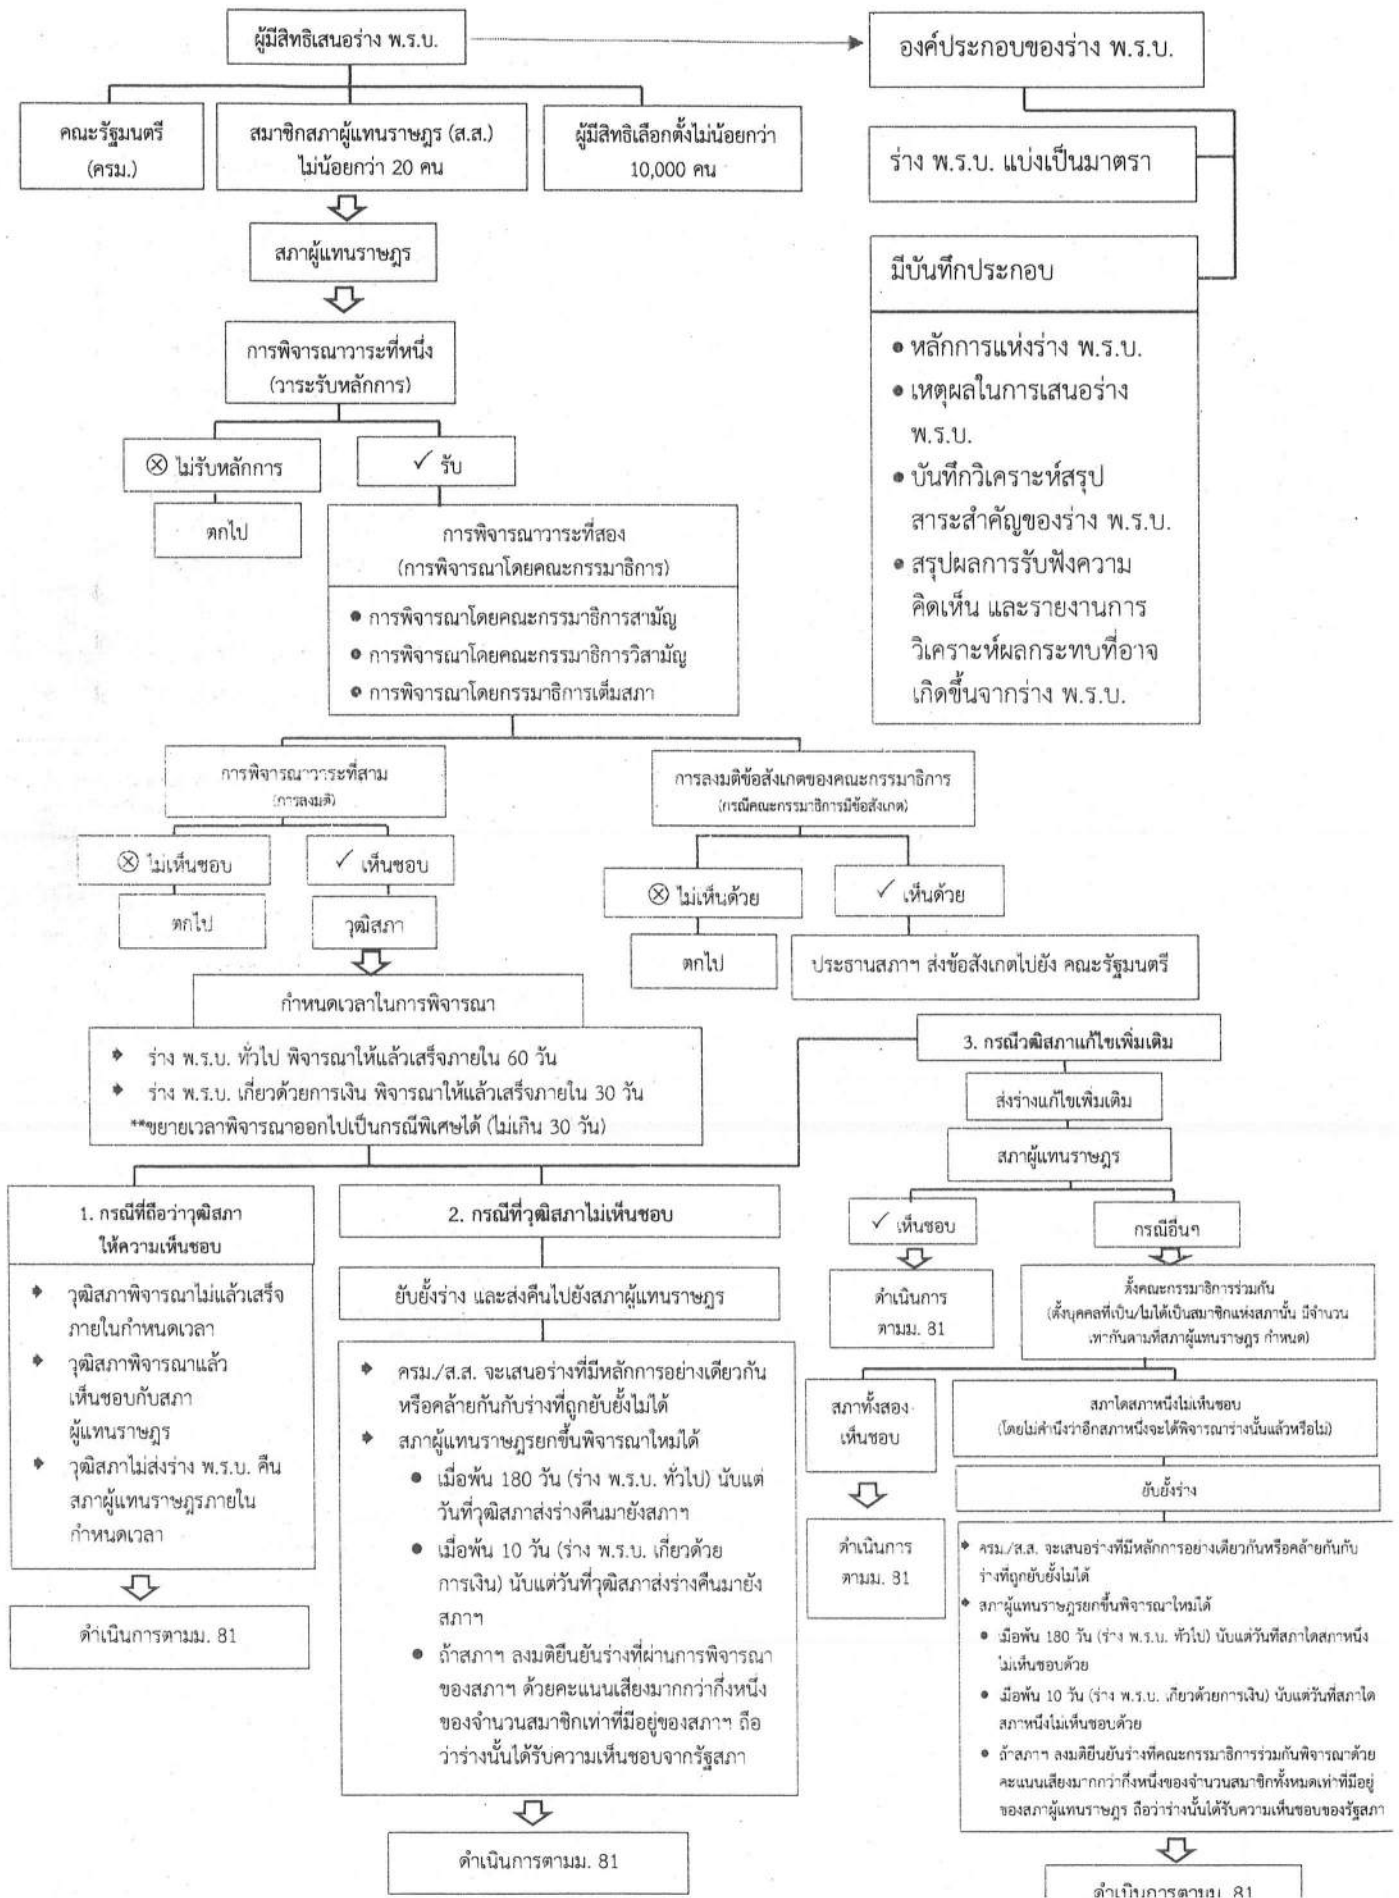 ผู้มีสิทธิเสนอร่าง พ.ร.บ.
องค์ประกอบของร่าง พ.ร.บ.
คณะรัฐมนตรี
(ครม.)
สมาชิกสภาผู้แทนราษฎร (ส.ส.)
ไม่น้อยกว่า 20 คน
ผู้มีสิทธิเลือกตั้งไม่น้อยกว่า
10,000 คน
ร่าง พ.ร.บ. แบ่งเป็นมาตรา
สภาผู้แทนราษฎร
มีบันทึกประกอบ
• หลักการแห่งร่าง พ.ร.บ.
• เหตุผลในการเสนอร่าง
พ.ร.บ.
• บันทึกวิเคราะห์สรุป
สาระสำคัญของร่าง พ.ร.บ.
• สรุปผลการรับฟังความ
คิดเห็น และรายงานการ
วิเคราะห์ผลกระทบที่อาจ
เกิดขึ้นจากร่าง พ.ร.บ.
การพิจารณาวาระที่หนึ่ง
(วาระรับหลักการ)
⊗ ไม่รับหลักการ
✓ รับ
ตกไป
การพิจารณาวาระที่สอง
(การพิจารณาโดยคณะกรรมาธิการ)
• การพิจารณาโดยคณะกรรมาธิการสามัญ
• การพิจารณาโดยคณะกรรมาธิการวิสามัญ
• การพิจารณาโดยกรรมาธิการเต็มสภา
การพิจารณาวาระที่สาม
(การลงมติ)
การลงมติข้อสังเกตของคณะกรรมาธิการ
(กรณีคณะกรรมาธิการมีข้อสังเกต)
⊗ ไม่เห็นชอบ
✓ เห็นชอบ
⊗ ไม่เห็นด้วย
✓ เห็นด้วย
ตกไป
วุฒิสภา
ตกไป
ประธานสภาฯ ส่งข้อสังเกตไปยัง คณะรัฐมนตรี
กำหนดเวลาในการพิจารณา
ร่าง พ.ร.บ. ทั่วไป พิจารณาให้แล้วเสร็จภายใน 60 วัน
ร่าง พ.ร.บ. เกี่ยวด้วยการเงิน พิจารณาให้แล้วเสร็จภายใน 30 วัน
**ขยายเวลาพิจารณาออกไปเป็นกรณีพิเศษได้ (ไม่เกิน 30 วัน)
1. กรณีที่ถือว่าวุฒิสภา
ให้ความเห็นชอบ
วุฒิสภาพิจารณาไม่แล้วเสร็จ
ภายในกำหนดเวลา
วุฒิสภาพิจารณาแล้ว
เห็นชอบกับสภา
ผู้แทนราษฎร
วุฒิสภาไม่ส่งร่าง พ.ร.บ. คืน
สภาผู้แทนราษฎรภายใน
กำหนดเวลา
ดำเนินการตามม. 81
2. กรณีที่วุฒิสภาไม่เห็นชอบ
ยับยั้งร่าง และส่งคืนไปยังสภาผู้แทนราษฎร
ครม./ส.ส. จะเสนอร่างที่มีหลักการอย่างเดียวกัน
หรือคล้ายกันกับร่างที่ถูกยับยั้งไม่ได้
สภาผู้แทนราษฎรยกขึ้นพิจารณาใหม่ได้
• เมื่อพ้น 180 วัน (ร่าง พ.ร.บ. ทั่วไป) นับแต่
วันที่วุฒิสภาส่งร่างคืนมายังสภาฯ
• เมื่อพ้น 10 วัน (ร่าง พ.ร.บ. เกี่ยวด้วย
การเงิน) นับแต่วันที่วุฒิสภาส่งร่างคืนมายัง
สภาฯ
• ถ้าสภาฯ ลงมติยืนยันร่างที่ผ่านการพิจารณา
ของสภาฯ ด้วยคะแนนเสียงมากกว่ากึ่งหนึ่ง
ของจำนวนสมาชิกเท่าที่มีอยู่ของสภาฯ ถือ
ว่าร่างนั้นได้รับความเห็นชอบจากรัฐสภา
ดำเนินการตามม. 81
3. กรณีวุฒิสภาแก้ไขเพิ่มเติม
ส่งร่างแก้ไขเพิ่มเติม
สภาผู้แทนราษฎร
✓ เห็นชอบ
กรณีอื่นๆ
ดำเนินการ
ตามม. 81
ตั้งคณะกรรมาธิการร่วมกัน
(ตั้งบุคคลที่เป็น/ไม่ได้เป็นสมาชิกแห่งสภานั้น มีจำนวน
เท่ากันตามที่สภาผู้แทนราษฎร กำหนด)
สภาทั้งสอง
เห็นชอบ
สภาใดสภาหนึ่งไม่เห็นชอบ
(โดยไม่คำนึงว่าอีกสภาหนึ่งจะได้พิจารณาร่างนั้นแล้วหรือไม่)
ดำเนินการ
ตามม. 81
ยับยั้งร่าง
ครม./ส.ส. จะเสนอร่างที่มีหลักการอย่างเดียวกันหรือคล้ายกันกับ
ร่างที่ถูกยับยั้งไม่ได้
สภาผู้แทนราษฎรยกขึ้นพิจารณาใหม่ได้
• เมื่อพ้น 180 วัน (ร่าง พ.ร.บ. ทั่วไป) นับแต่วันที่สภาใดสภาหนึ่ง
ไม่เห็นชอบด้วย
• เมื่อพ้น 10 วัน (ร่าง พ.ร.บ. เกี่ยวด้วยการเงิน) นับแต่วันที่สภาใด
สภาหนึ่งไม่เห็นชอบด้วย
• ถ้าสภาฯ ลงมติยืนยันร่างที่คณะกรรมาธิการร่วมกันพิจารณาด้วย
คะแนนเสียงมากกว่ากึ่งหนึ่งของจำนวนสมาชิกทั้งหมดเท่าที่มีอยู่
ของสภาผู้แทนราษฎร ถือว่าร่างนั้นได้รับความเห็นชอบของรัฐสภา
ดำเนินการตามม. 81